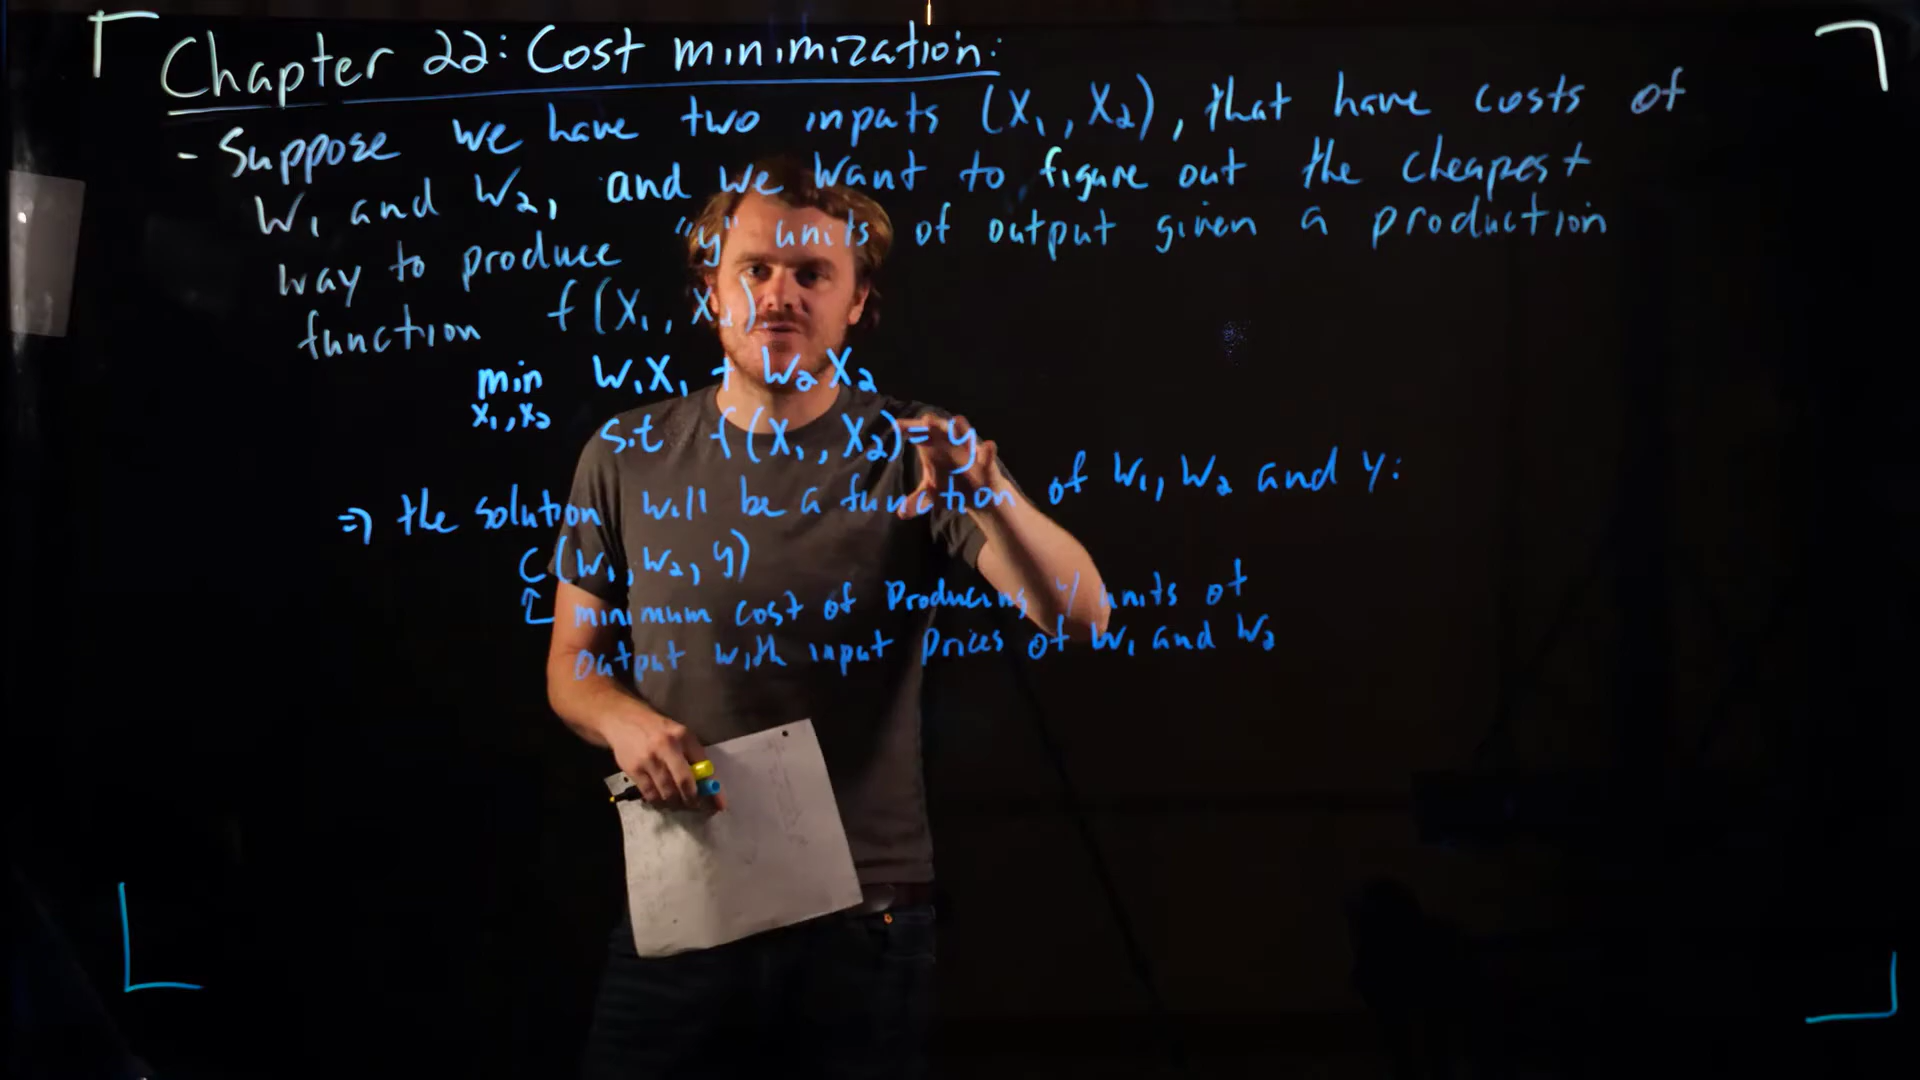 Chapter 22: Cost minimization:
- Suppose we have two inputs (X₁, X₂), that have costs of
W₁ and W₂, and we want to figure out the cheapest
way to produce "y" units of output given a production
function f(X₁, X₂).
min W₁X₁ + W₂X₂
X₁, X₂
s.t f(X₁, X₂) = y
⇒ the solution will be a function of W₁, W₂ and y:
C(W₁, W₂, y)
minimum cost of producing y units of
output with input prices of W₁ and W₂